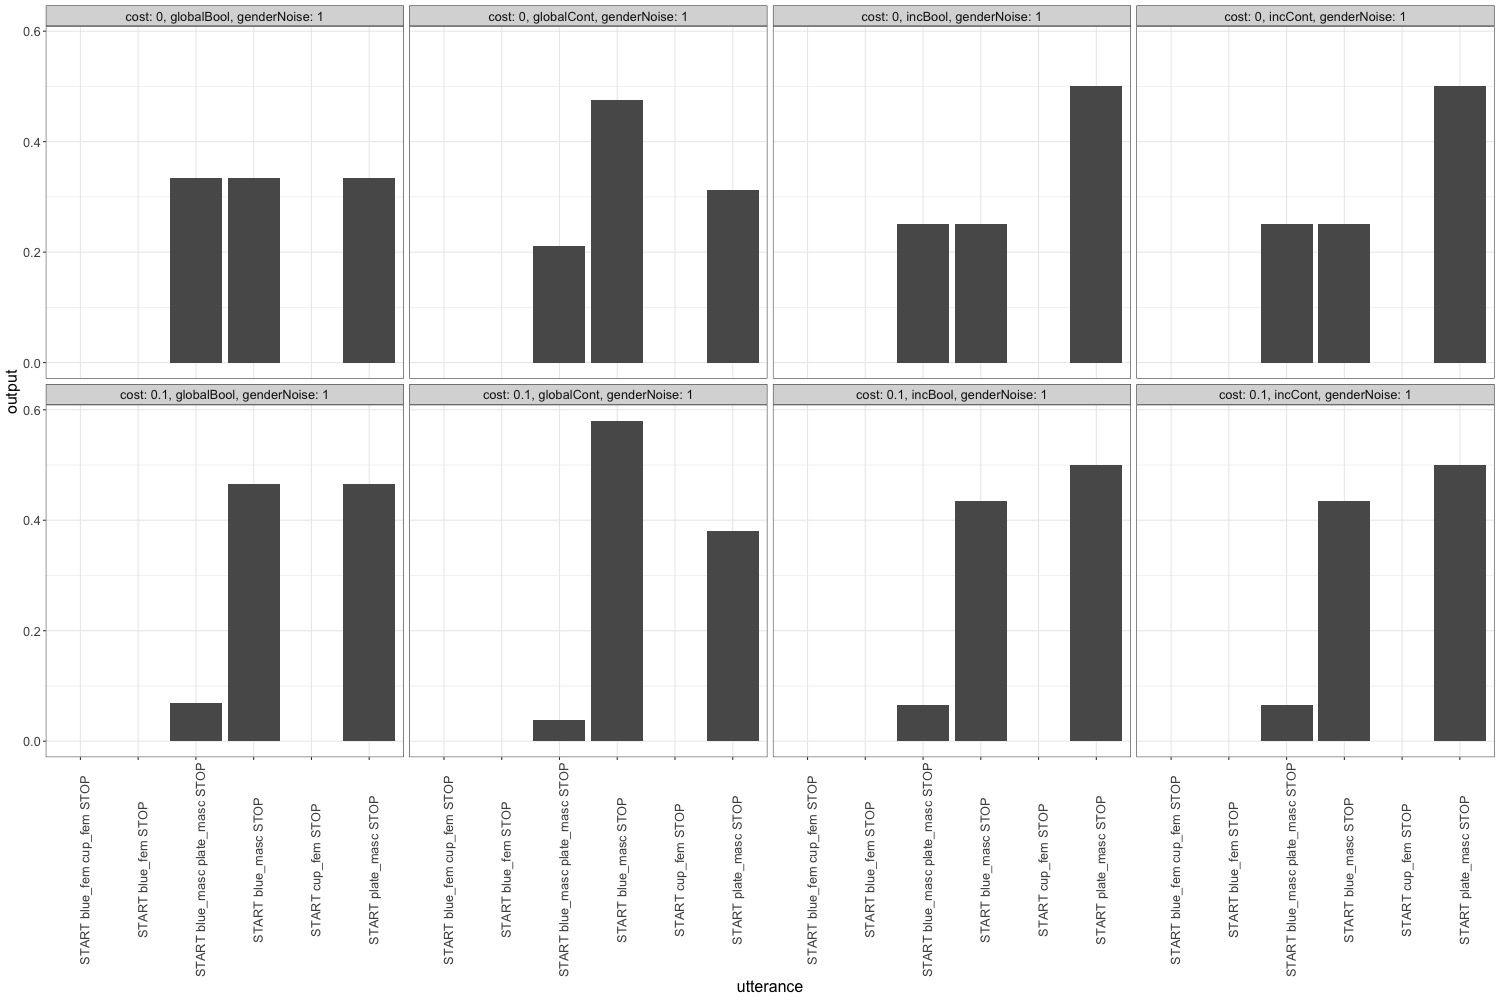 cost: 0, globalBool, genderNoise: 1
cost: 0, globalCont, genderNoise: 1
cost: 0, incBool, genderNoise: 1
cost: 0, incCont, genderNoise: 1
0.6
0.4
0.2
0.0
output
cost: 0.1, globalBool, genderNoise: 1
cost: 0.1, globalCont, genderNoise: 1
cost: 0.1, incBool, genderNoise: 1
cost: 0.1, incCont, genderNoise: 1
0.6
0.4
0.2
0.0
START blue_fem cup_fem STOP
START blue_fem STOP
START blue_masc plate_masc STOP
START blue_masc STOP
START cup_fem STOP
START plate_masc STOP
START blue_fem cup_fem STOP
START blue_fem STOP
START blue_masc plate_masc STOP
START blue_masc STOP
START cup_fem STOP
START plate_masc STOP
START blue_fem cup_fem STOP
START blue_fem STOP
START blue_masc plate_masc STOP
START blue_masc STOP
START cup_fem STOP
START plate_masc STOP
START blue_fem cup_fem STOP
START blue_fem STOP
START blue_masc plate_masc STOP
START blue_masc STOP
START cup_fem STOP
START plate_masc STOP
utterance